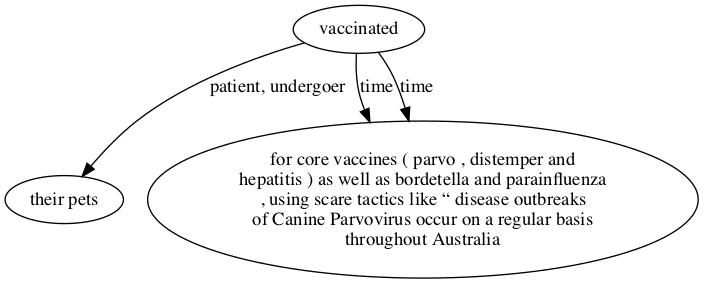 vaccinated
patient, undergoer
time
time
their pets
for core vaccines ( parvo , distemper and
hepatitis ) as well as bordetella and parainfluenza
, using scare tactics like “ disease outbreaks
of Canine Parvovirus occur on a regular basis
throughout Australia